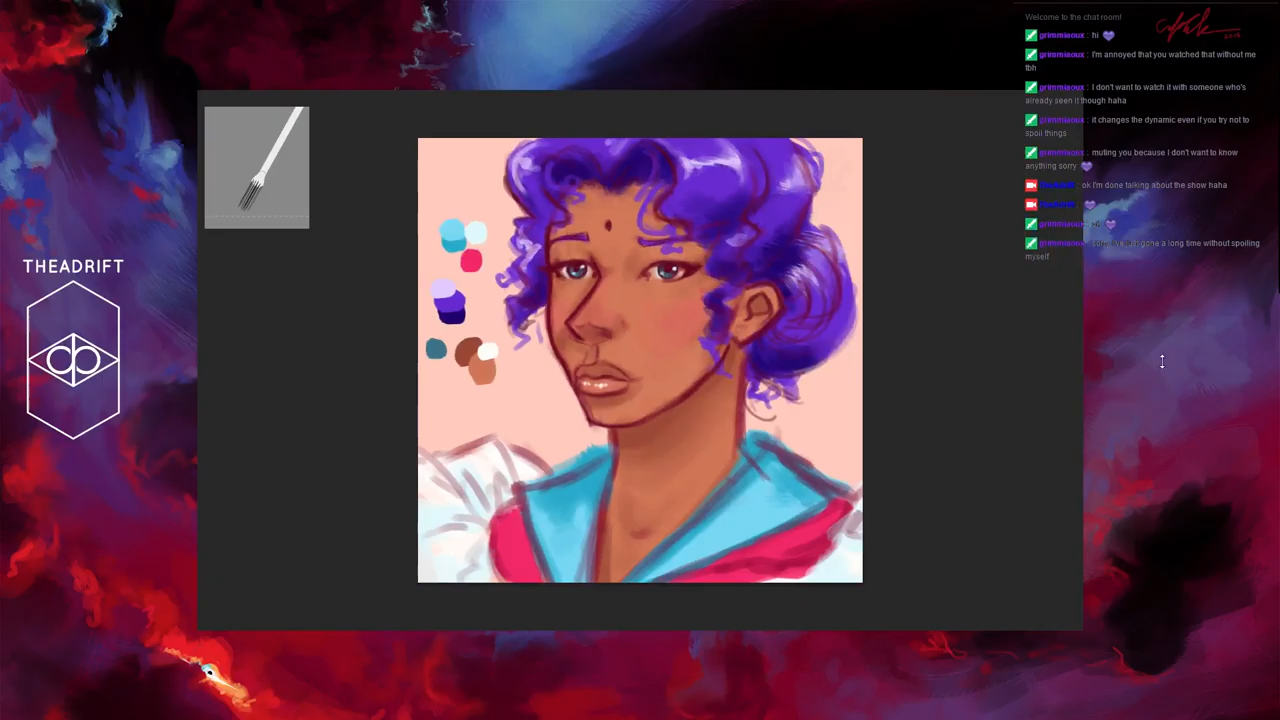 Welcome to the chat room!
grimmiaoux : hi
grimmiaoux : I'm annoyed that you watched that without me
tbh
grimmiaoux : I don't want to watch it with someone who's
already seen it though haha
grimmiaoux : it changes the dynamic even if you try not to
spoil things
grimmiaoux : muting you because I don't want to know
anything sorry
ok I'm done talking about the show haha
grimmiaoux :
grimmiaoux : a long time without spoiling
myself
THEADRIFT